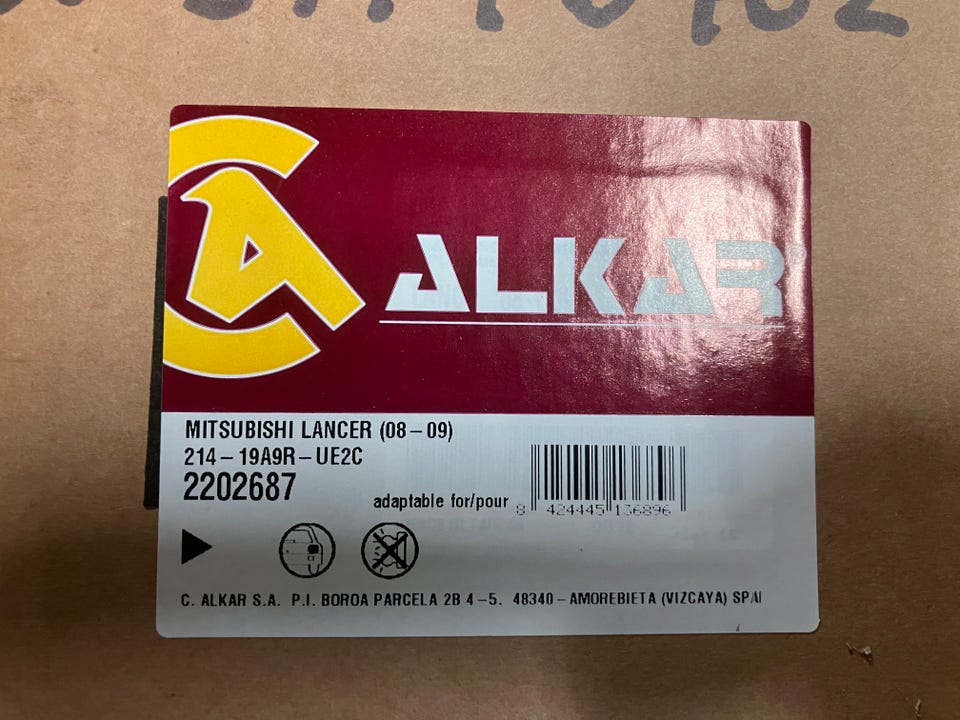 ALKAR
MITSUBISHI LANCER (08-09)
214-19A9R-UE2C
2202687
adaptable for/pour
8 424445 136896
C. ALKAR S.A. P.I. BOROA PARCELA 2B 4-5. 48340-AMOREBIETA (VIZCAYA) SPAI